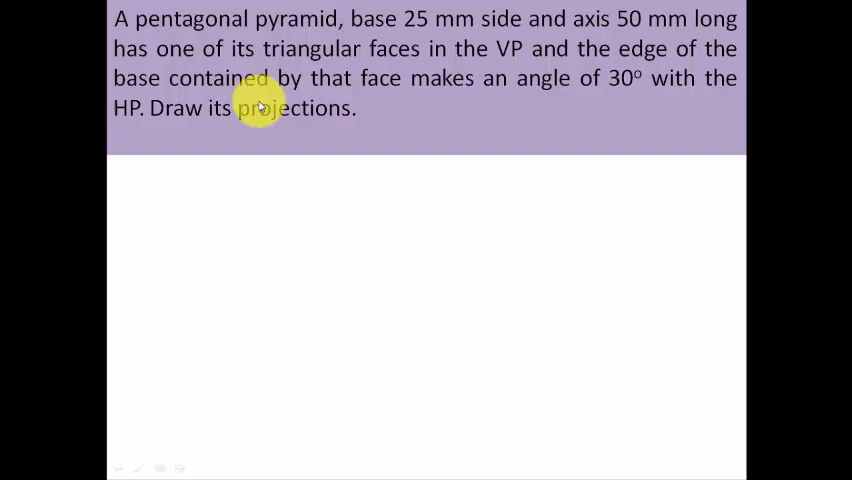 A pentagonal pyramid, base 25 mm side and axis 50 mm long
has one of its triangular faces in the VP and the edge of the
base contained by that face makes an angle of 30º with the
HP. Draw its projections.